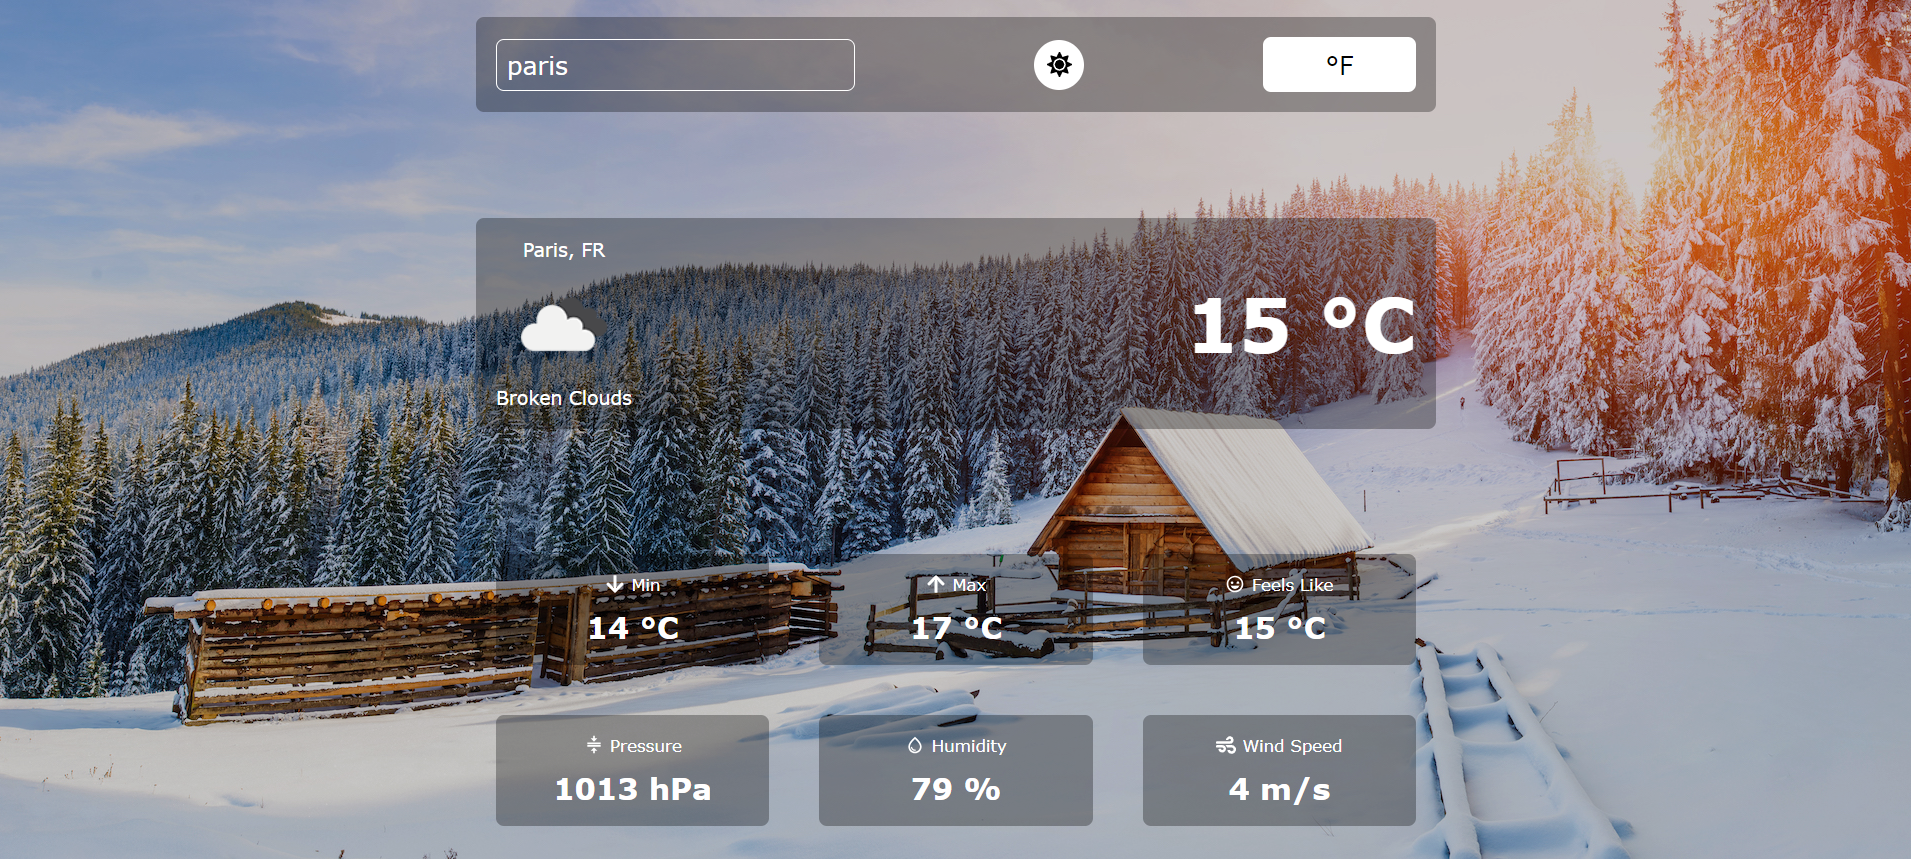 paris
°F
Paris, FR
15 °C
Broken Clouds
Min
Max
Feels Like
14 °C
17 °C
15 °C
Pressure
Humidity
Wind Speed
1013 hPa
79 %
4 m/s